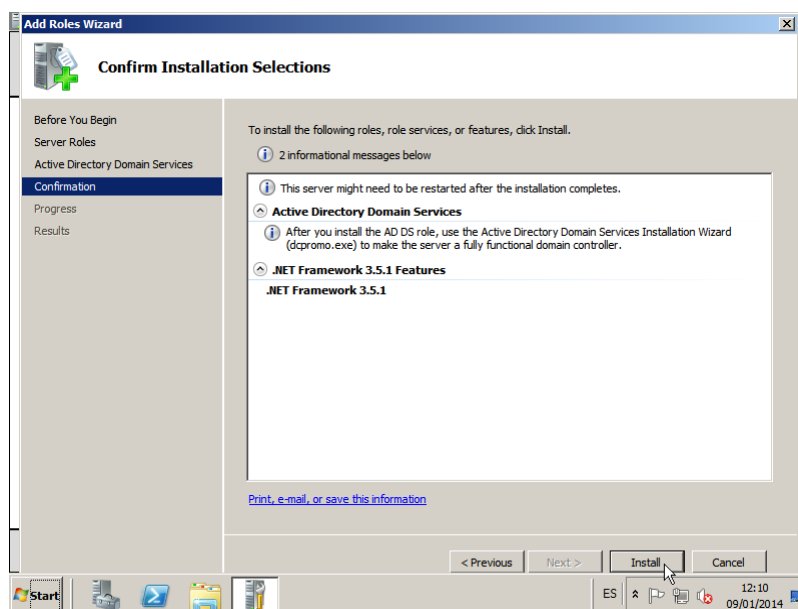 Add Roles Wizard
Confirm Installation Selections
Before You Begin
Server Roles
Active Directory Domain Services
Confirmation
Progress
Results
To install the following roles, role services, or features, click Install.
2 informational messages below
This server might need to be restarted after the installation completes.
Active Directory Domain Services
After you install the AD DS role, use the Active Directory Domain Services Installation Wizard
(dcpromo.exe) to make the server a fully functional domain controller.
.NET Framework 3.5.1 Features
.NET Framework 3.5.1
Print, e-mail, or save this information
< Previous Next > Install Cancel
Start ES 12:10
09/01/2014